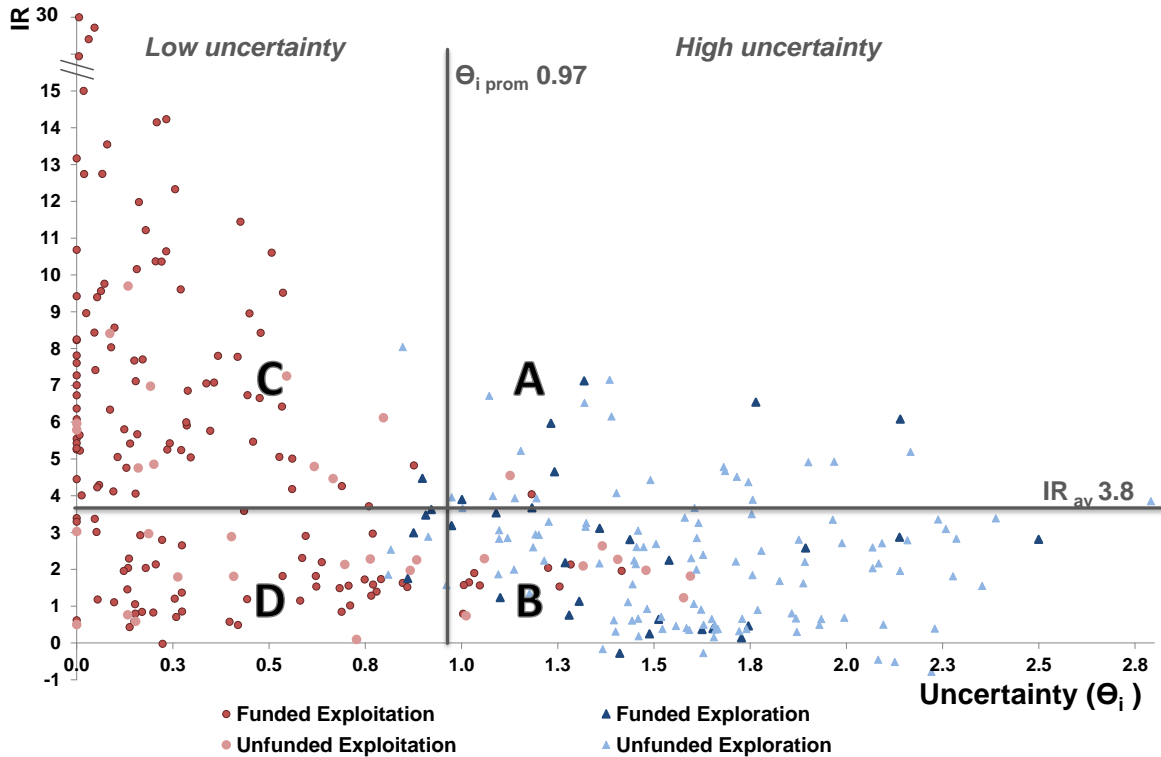 IR
30
Low uncertainty
High uncertainty
Ɵi prom 0.97
15
14
13
12
11
10
9
8
7
6
5
4
3
2
1
0
-1
C
A
D
B
IR av 3.8
0.0 0.3 0.5 0.8 1.0 1.3 1.5 1.8 2.0 2.3 2.5 2.8
Uncertainty (Ɵi )
Funded Exploitation
Funded Exploration
Unfunded Exploitation
Unfunded Exploration